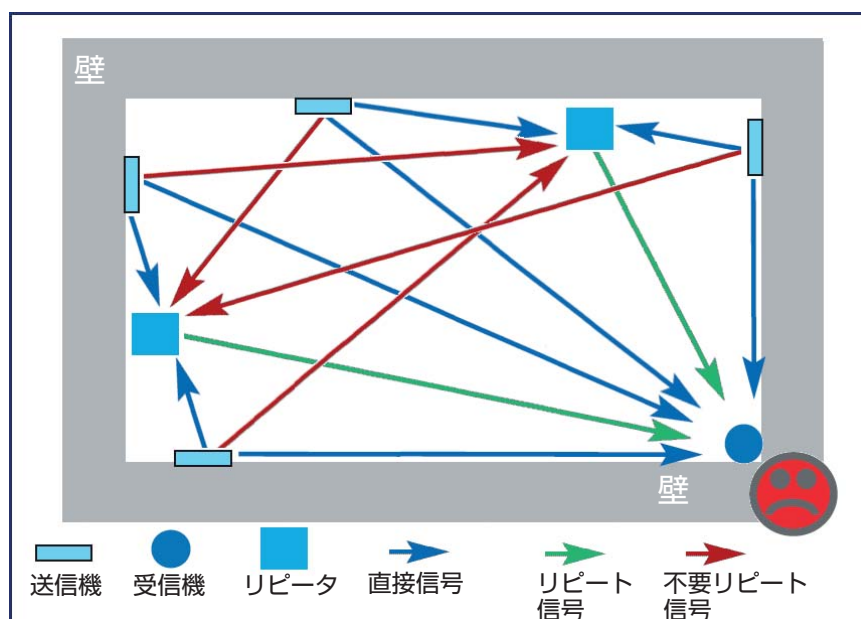 壁
壁
送信機
受信機
リピータ
直接信号
リピート
信号
不要リピート
信号